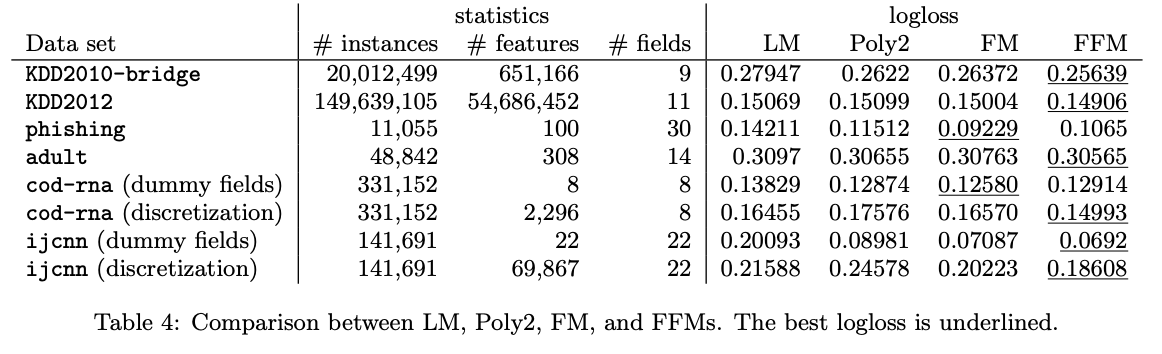 statistics logloss
Data set # instances # features # fields LM Poly2 FM FFM
KDD2010-bridge 20,012,499 651,166 9 0.27947 0.2622 0.26372 0.25639
KDD2012 149,639,105 54,686,452 11 0.15069 0.15099 0.15004 0.14906
phishing 11,055 100 30 0.14211 0.11512 0.09229 0.1065
adult 48,842 308 14 0.3097 0.30655 0.30763 0.30565
cod-rna (dummy fields) 331,152 8 8 0.13829 0.12874 0.12580 0.12914
cod-rna (discretization) 331,152 2,296 8 0.16455 0.17576 0.16570 0.14993
ijcnn (dummy fields) 141,691 22 22 0.20093 0.08981 0.07087 0.0692
ijcnn (discretization) 141,691 69,867 22 0.21588 0.24578 0.20223 0.18608
Table 4: Comparison between LM, Poly2, FM, and FFMs. The best logloss is underlined.